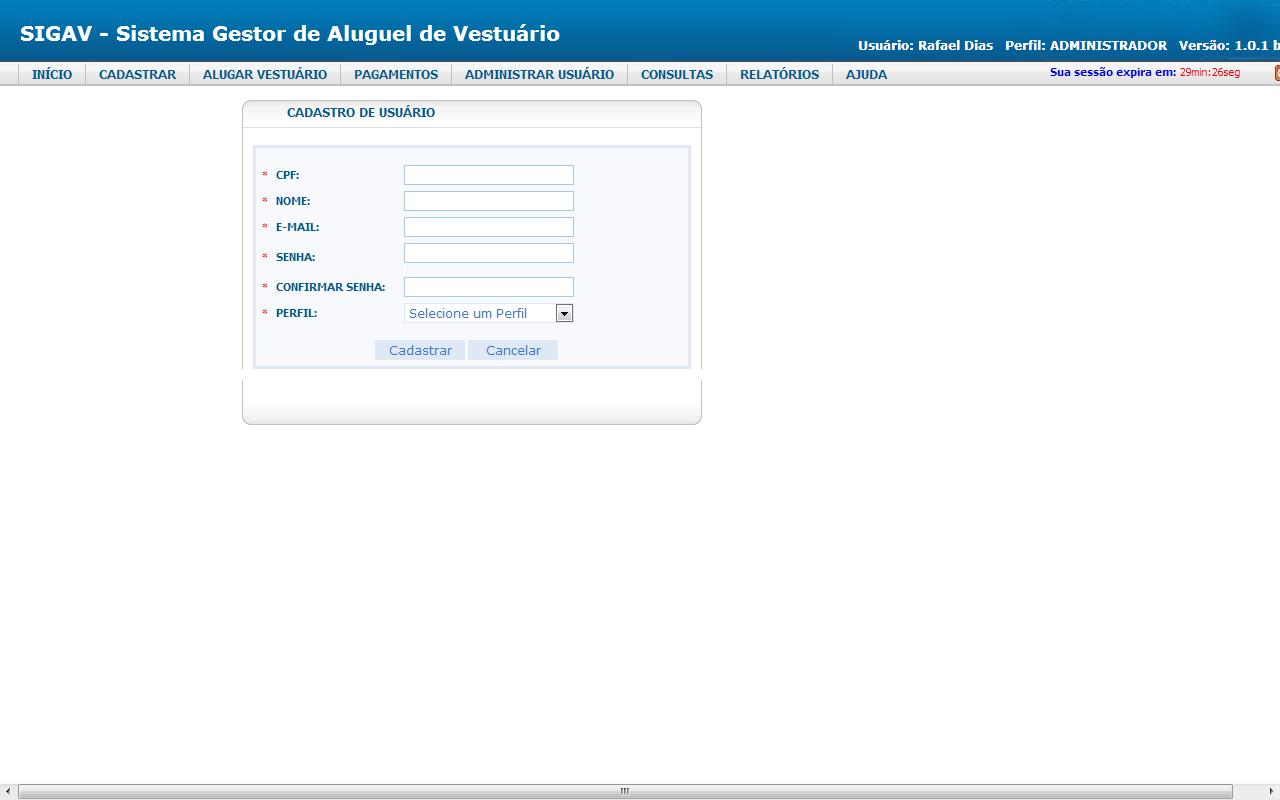 SIGAV - Sistema Gestor de Aluguel de Vestuário
Usuário: Rafael Dias Perfil: ADMINISTRADOR Versão: 1.0.1 b
INÍCIO CADASTRAR ALUGAR VESTUÁRIO PAGAMENTOS ADMINISTRAR USUÁRIO CONSULTAS RELATÓRIOS AJUDA
Sua sessão expira em: 29min:26seg
CADASTRO DE USUÁRIO
* CPF:
* NOME:
* E-MAIL:
* SENHA:
* CONFIRMAR SENHA:
* PERFIL: Selecione um Perfil
Cadastrar Cancelar